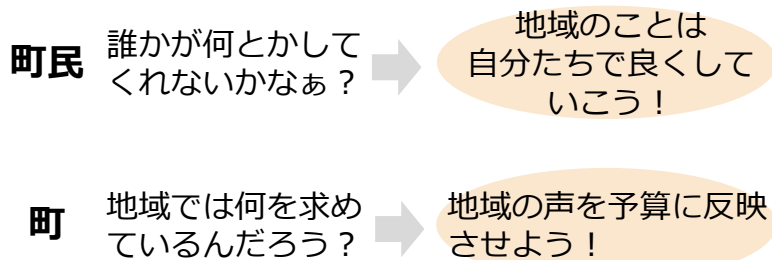 町民
誰かが何とかして
くれないかなぁ？
地域のことは
自分たちで良くして
いこう！
町
地域では何を求め
ているんだろう？
地域の声を予算に反映
させよう！